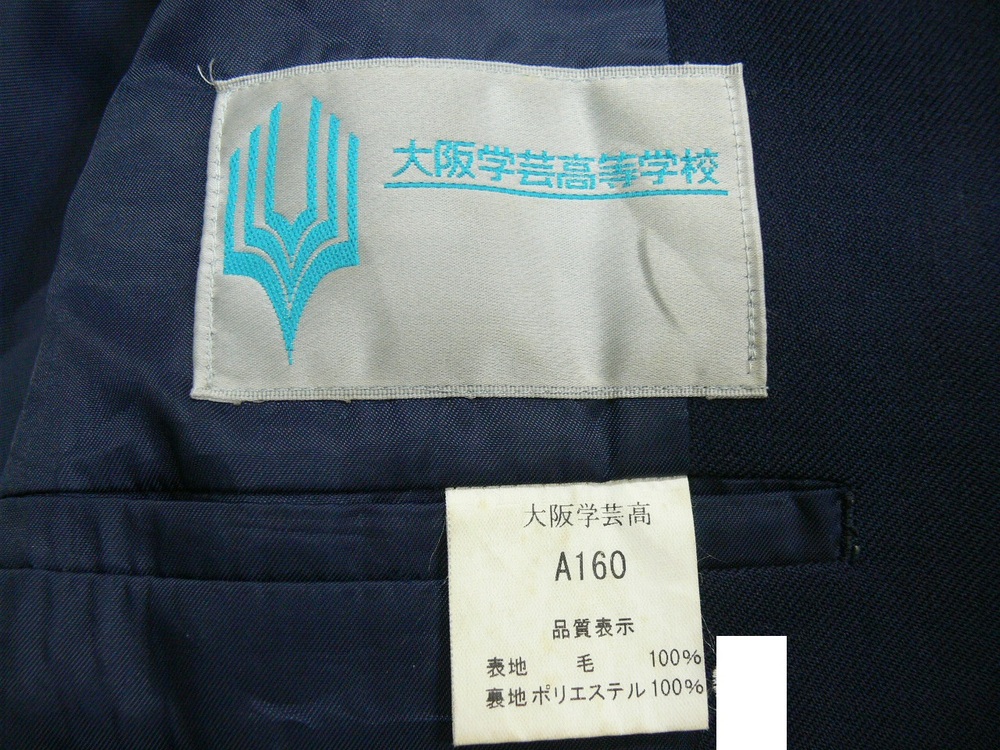 大阪学芸高等学校
大阪学芸高
A160
品質表示
表地 毛 100%
裏地 ポリエステル 100%